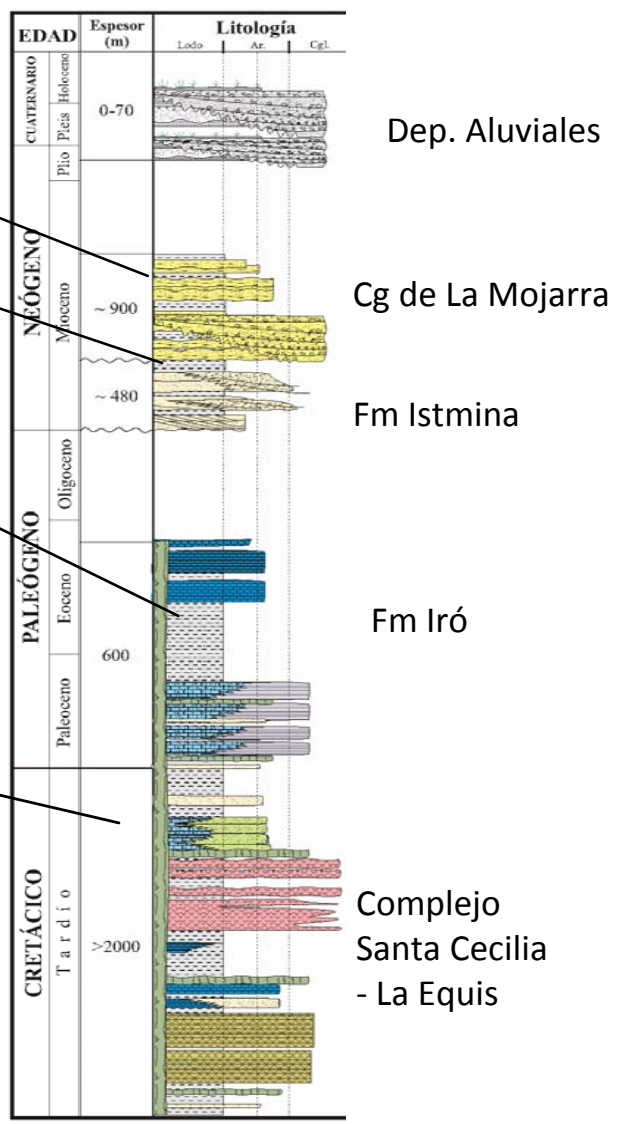 EDAD
Espesor
(m)
Litología
Lodo
Ar.
Cgl.
CUATERNARIO
Holoceno
Pleis
0-70
Dep. Aluviales
NEÓGENO
Plio
Mioceno
~ 900
Cg de La Mojarra
~ 480
Fm Istmina
PALEÓGENO
Oligoceno
Eoceno
Paleoceno
600
Fm Iró
CRETÁCICO
Tardío
>2000
Complejo
Santa Cecilia
- La Equis